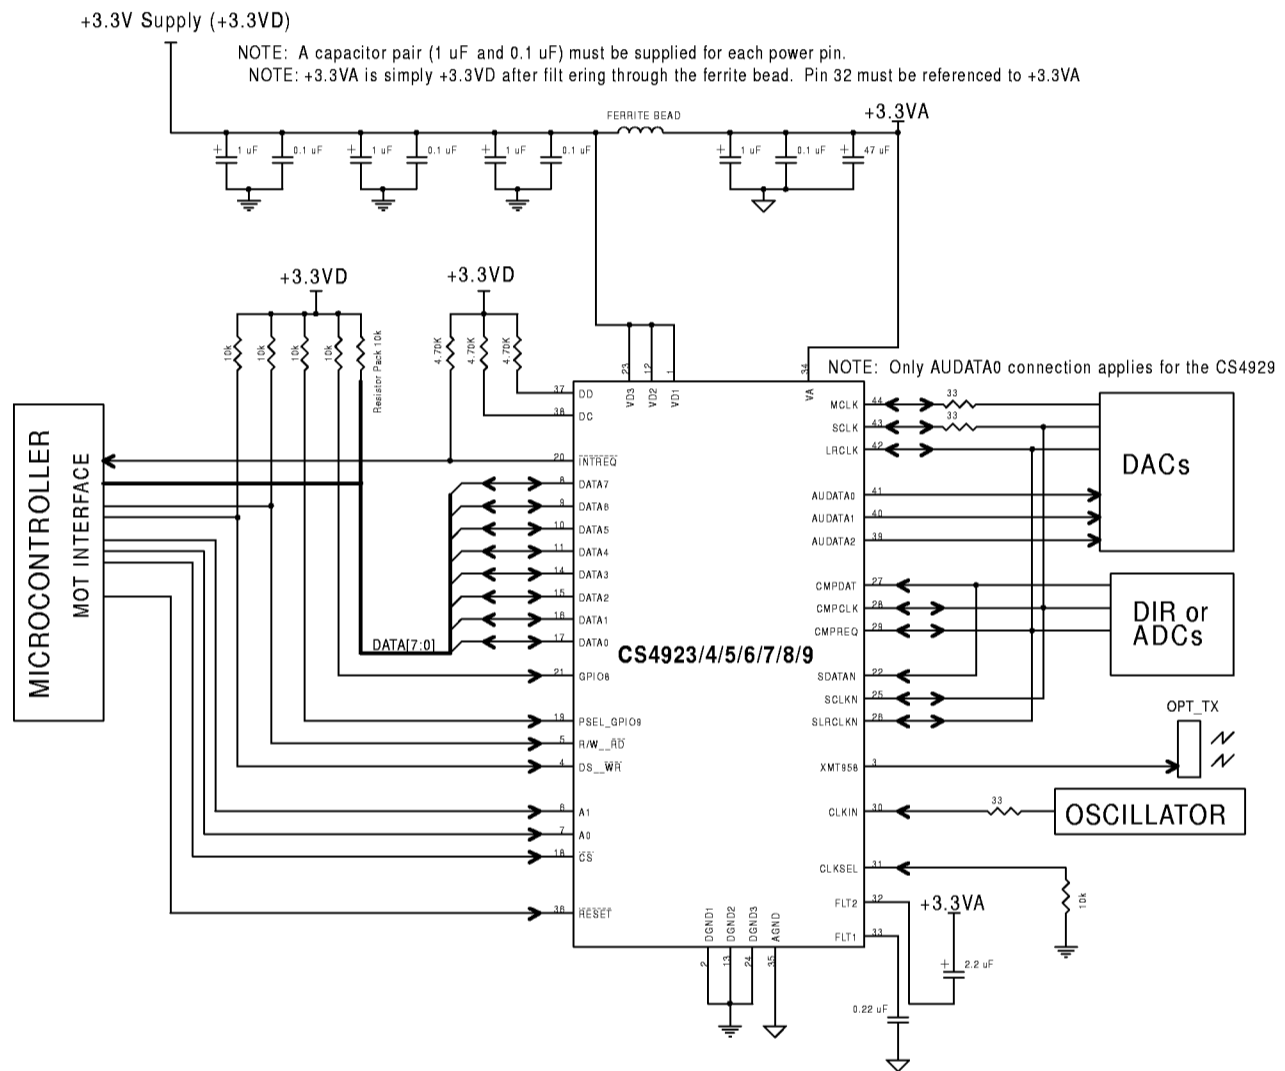 +3.3V Supply (+3.3VD)
NOTE: A capacitor pair (1 uF and 0.1 uF) must be supplied for each power pin.
NOTE: +3.3VA is simply +3.3VD after filt ering through the ferrite bead. Pin 32 must be referenced to +3.3VA
FERRITE BEAD
+3.3VA
+ 1 uF 0.1 uF + 1 uF 0.1 uF + 1 uF 0.1 uF + 1 uF 0.1 uF + 47 uF
+3.3VD
+3.3VD
10k 10k 10k 10k
Resistor Pack 10k
4.70K 4.70K 4.70K
23 12 1 34
VD3 VD2 VD1 VA
NOTE: Only AUDATA0 connection applies for the CS4929
MICROCONTROLLER
MOT INTERFACE
DATA[7:0]
37 DD
38 DC
20 INTREQ
8 DATA7
9 DATA6
10 DATA5
11 DATA4
14 DATA3
15 DATA2
16 DATA1
17 DATA0
21 GPIO8
19 PSEL_GPIO9
5 R/W__RD
4 DS__WR
6 A1
7 A0
18 CS
36 RESET
CS4923/4/5/6/7/8/9
MCLK 44 33
SCLK 43 33
LRCLK 42
AUDATA0 41
AUDATA1 40
AUDATA2 39
DACs
CMPDAT 27
CMPCLK 28
CMPREQ 29
DIR or
ADCs
SDATAN 22
SCLKN 25
SLRCLKN 26
OPT_TX
XMT958 3
CLKIN 30 33
OSCILLATOR
CLKSEL 31
10k
FLT2 32
+3.3VA
FLT1 33
+ 2.2 uF
0.22 uF
DGND1 DGND2 DGND3 AGND
2 13 24 35